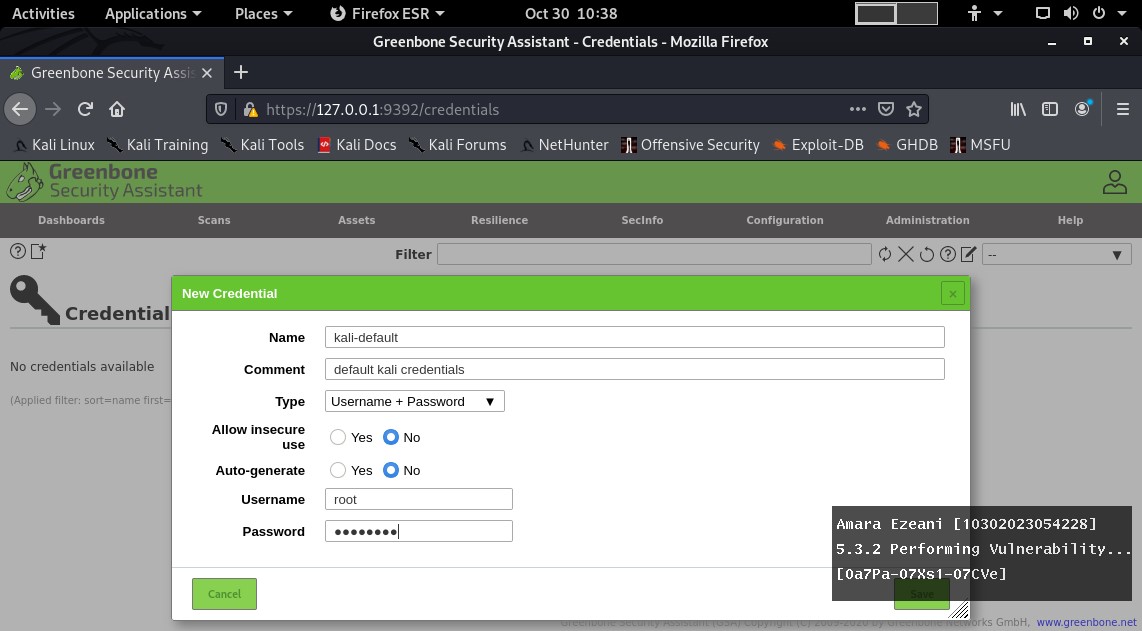 Activities Applications Places Firefox ESR Oct 30 10:38
Greenbone Security Assistant - Credentials - Mozilla Firefox
Greenbone Security Assis
https://127.0.0.1:9392/credentials
Kali Linux Kali Training Kali Tools Kali Docs Kali Forums NetHunter Offensive Security Exploit-DB GHDB MSFU
Greenbone
Security Assistant
Dashboards Scans Assets Resilience SecInfo Configuration Administration Help
Filter --
Credential
No credentials available
(Applied filter: sort=name first=
New Credential x
Name kali-default
Comment default kali credentials
Type Username + Password
Allow insecure
use Yes No
Auto-generate Yes No
Username root
Password ●●●●●●●●
Cancel Save
Amara Ezeani [10302023054228]
5.3.2 Performing Vulnerability...
[0a7Pa-07Xs1-07CVe]
Greenbone Security Assistant (GSA) Copyright (C) 2009-2020 by Greenbone Networks GmbH, www.greenbone.net